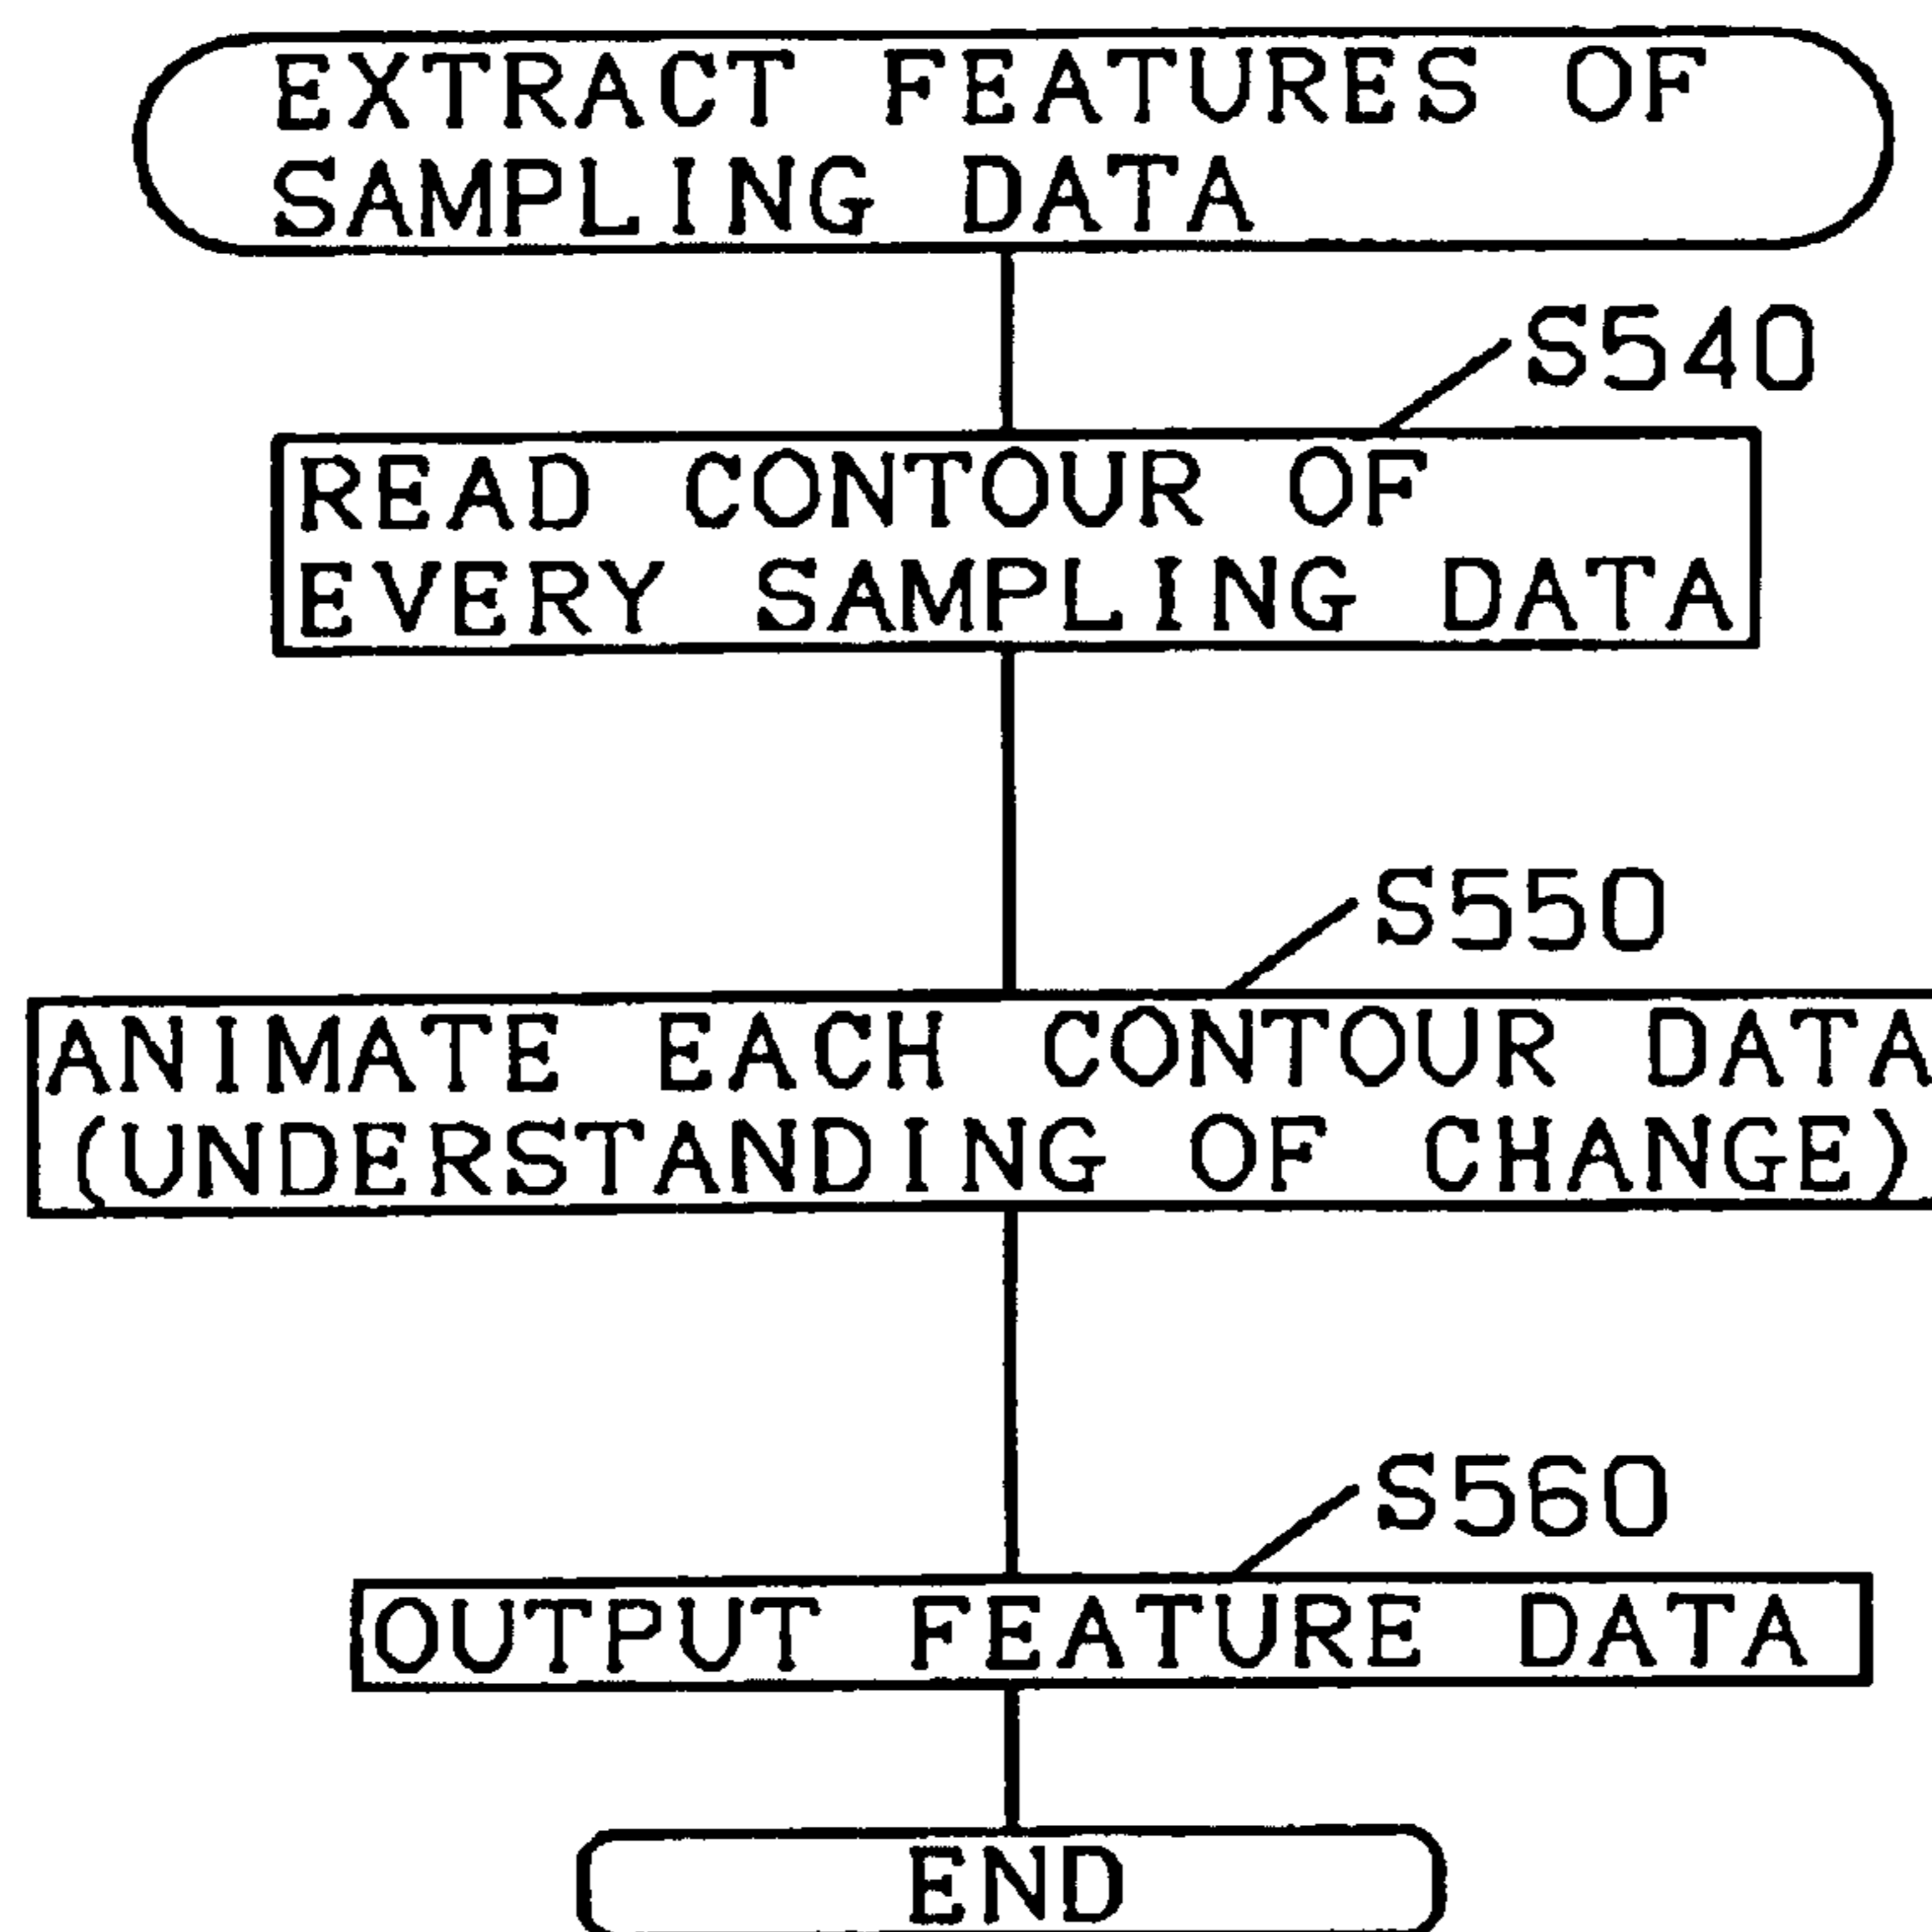 EXTRACT FEATURES OF
SAMPLING DATA
S540
READ CONTOUR OF
EVERY SAMPLING DATA
S550
ANIMATE EACH CONTOUR DATA
(UNDERSTANDING OF CHANGE)
S560
OUTPUT FEATURE DATA
END